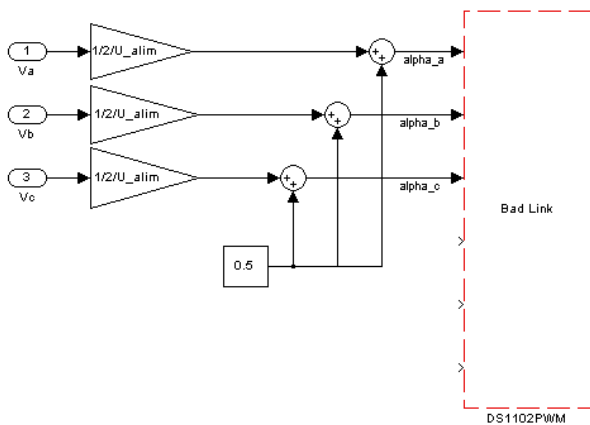 1
Va
1/2/U_alim
+
+
alpha_a
2
Vb
1/2/U_alim
+
+
alpha_b
3
Vc
1/2/U_alim
+
+
alpha_c
0.5
Bad Link
DS1102PWM